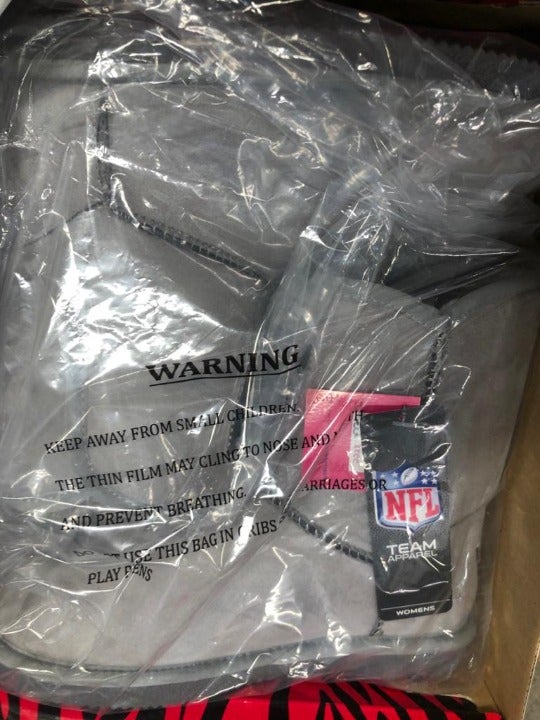 WARNING
KEEP AWAY FROM SMALL CHILDREN.
THE THIN FILM MAY CLING TO NOSE AND
AND PREVENT BREATHING.
USE THIS BAG IN CRIBS
ARRIAGES OR
PLAY PENS
NFL
TEAM
APPAREL
WOMENS